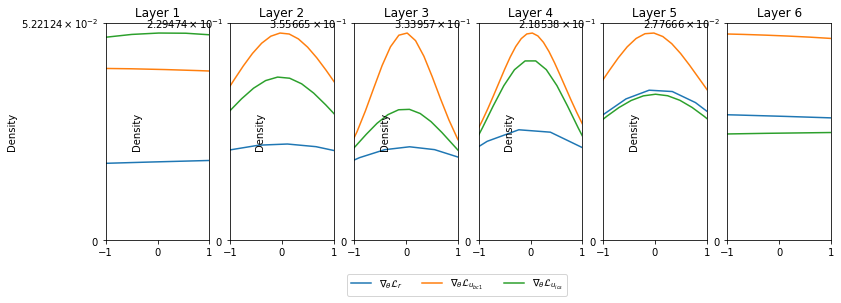 Layer 1
Layer 2
Layer 3
Layer 4
Layer 5
Layer 6
5.22124 × 10⁻²
2.29474 × 10⁻¹
3.55665 × 10⁻¹
3.33957 × 10⁻¹
2.18538 × 10⁻¹
2.77666 × 10⁻²
Density
Density
Density
Density
Density
Density
0
0
0
0
0
0
−1 0 1
−1 0 1
−1 0 1
−1 0 1
−1 0 1
−1 0 1
∇θℒr ∇θℒu_bc1 ∇θℒu_ics